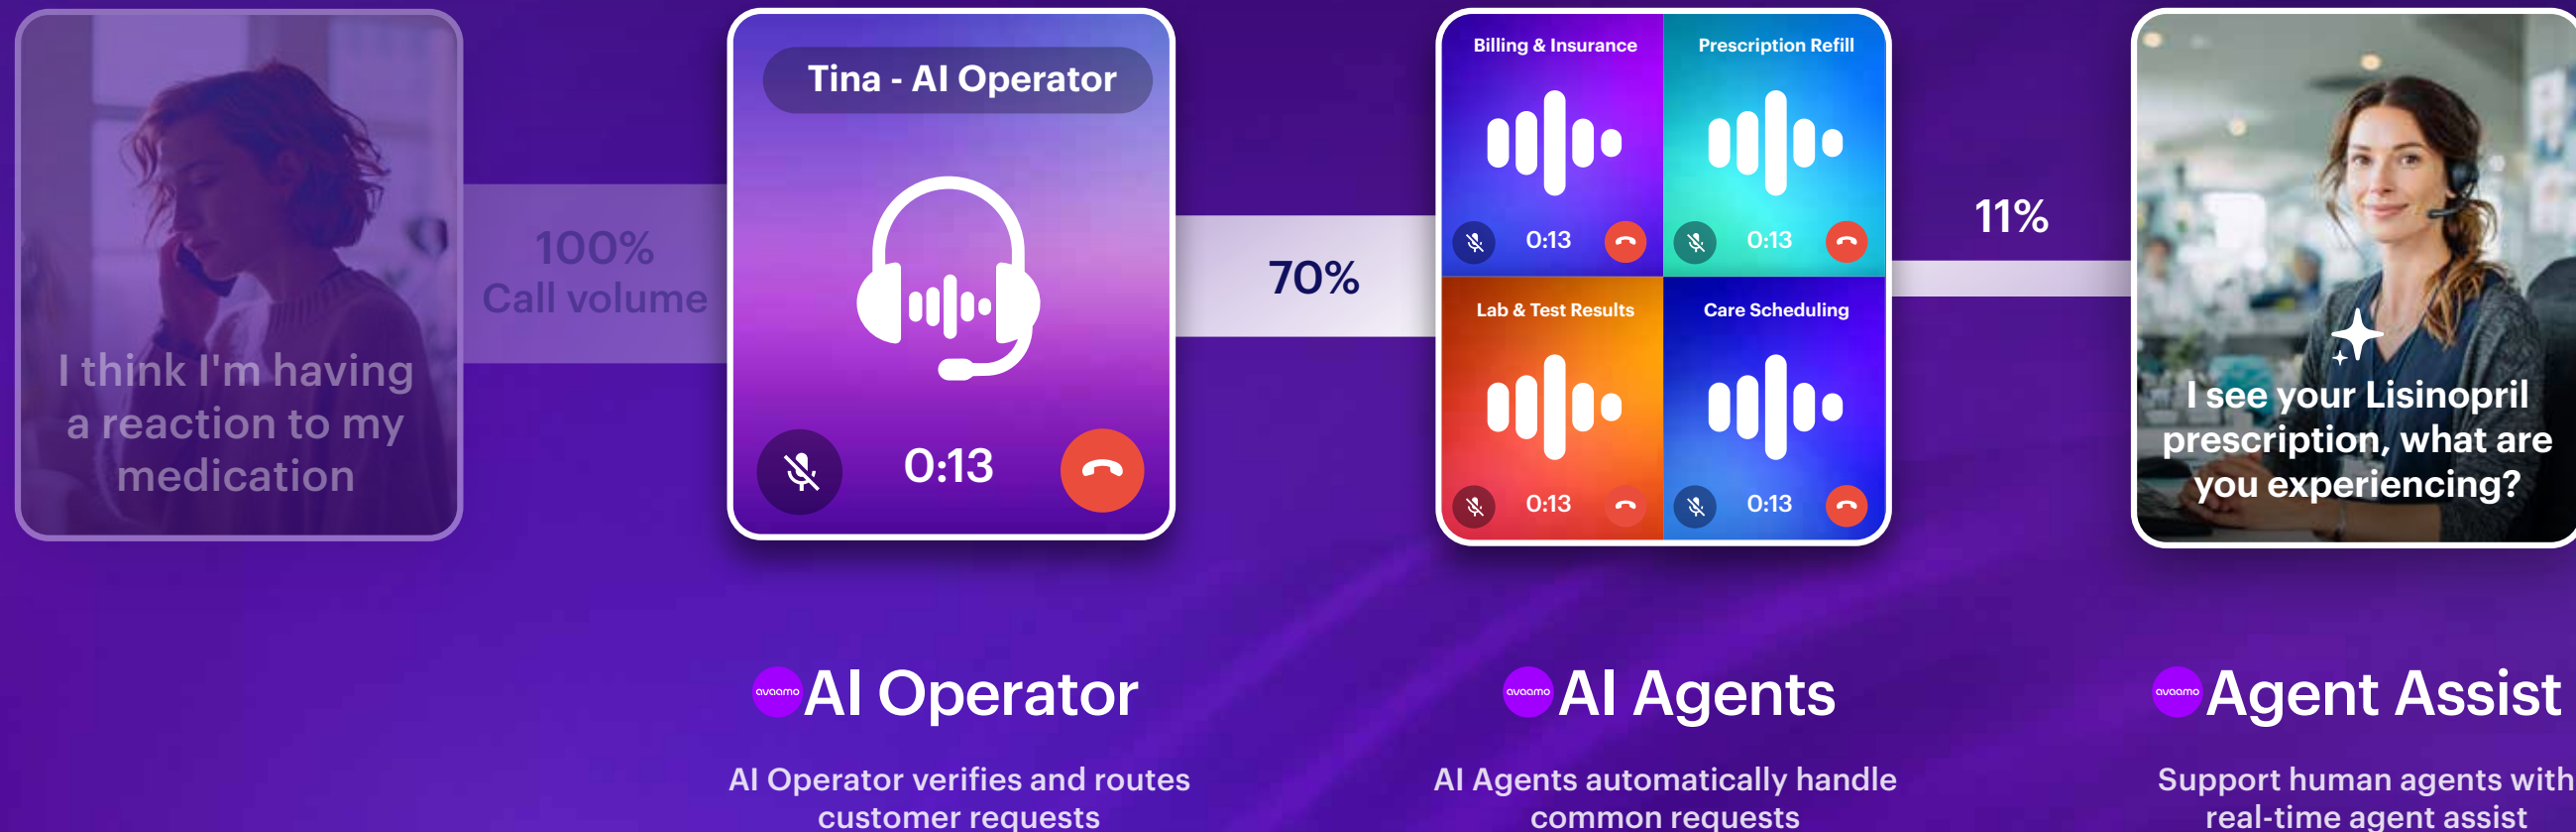 I think I'm having
a reaction to my
medication
100%
Call volume
Tina - AI Operator
0:13
70%
Billing & Insurance
0:13
Prescription Refill
0:13
Lab & Test Results
0:13
Care Scheduling
0:13
11%
I see your Lisinopril
prescription, what are
you experiencing?
avaamo AI Operator
AI Operator verifies and routes
customer requests
avaamo AI Agents
AI Agents automatically handle
common requests
avaamo Agent Assist
Support human agents with
real-time agent assist